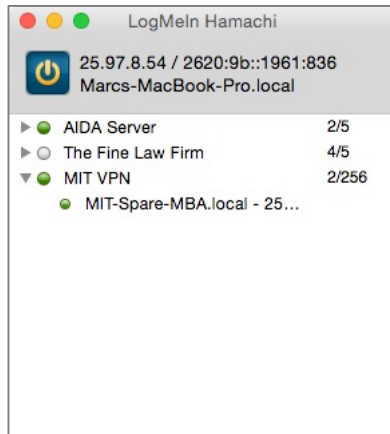 LogMeIn Hamachi
25.97.8.54 / 2620:9b::1961:836
Marcs-MacBook-Pro.local
AIDA Server 2/5
The Fine Law Firm 4/5
MIT VPN 2/256
MIT-Spare-MBA.local - 25...